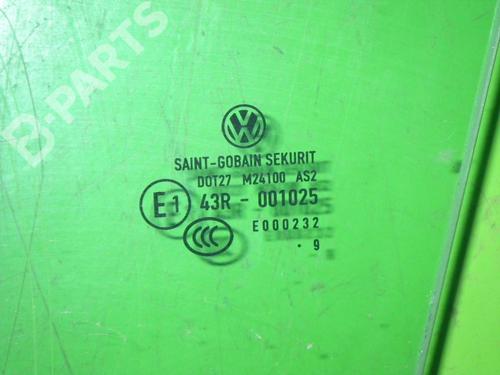 B-PARTS
VW
SAINT-GOBAIN SEKURIT
DOT27 M24100 AS2
E1 43R - 001025
CCC E000232
. 9